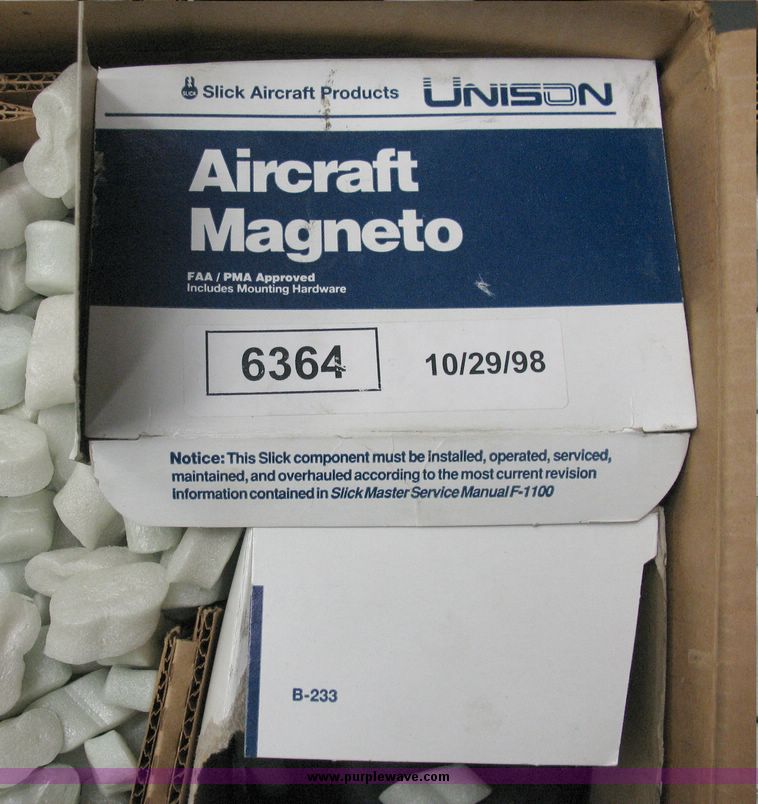 SLICK Slick Aircraft Products UNISON
Aircraft
Magneto
FAA / PMA Approved
Includes Mounting Hardware
6364 10/29/98
Notice: This Slick component must be installed, operated, serviced,
maintained, and overhauled according to the most current revision
information contained in Slick Master Service Manual F-1100
B-233
www.purplewave.com